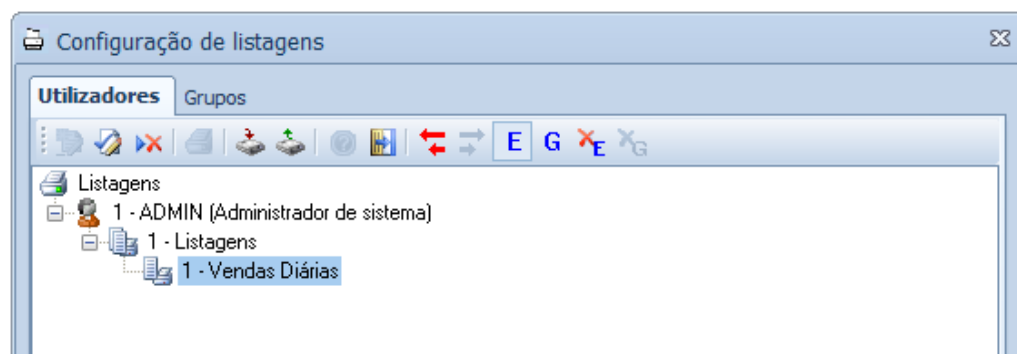 Configuração de listagens
Utilizadores Grupos
E G E G
Listagens
1 - ADMIN (Administrador de sistema)
1 - Listagens
1 - Vendas Diárias